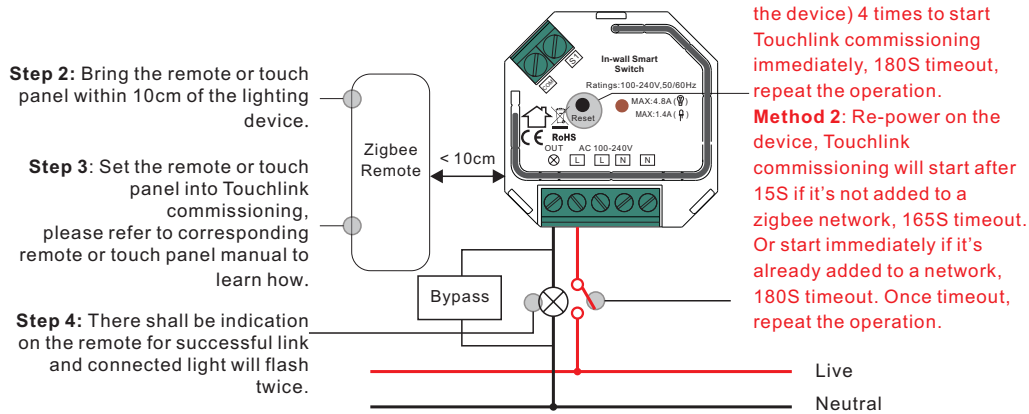 Step 2: Bring the remote or touch
panel within 10cm of the lighting
device.
Step 3: Set the remote or touch
panel into Touchlink
commissioning,
please refer to corresponding
remote or touch panel manual to
learn how.
Step 4: There shall be indication
on the remote for successful link
and connected light will flash
twice.
Zigbee
Remote
< 10cm
Bypass
COM
S1
In-wall Smart
Switch
Ratings:100-240V,50/60Hz
MAX:4.8A
MAX:1.4A
Reset
CE
RoHS
OUT
AC 100-240V
L
L
N
N
the device) 4 times to start
Touchlink commissioning
immediately, 180S timeout,
repeat the operation.
Method 2: Re-power on the
device, Touchlink
commissioning will start after
15S if it’s not added to a
zigbee network, 165S timeout.
Or start immediately if it’s
already added to a network,
180S timeout. Once timeout,
repeat the operation.
Live
Neutral